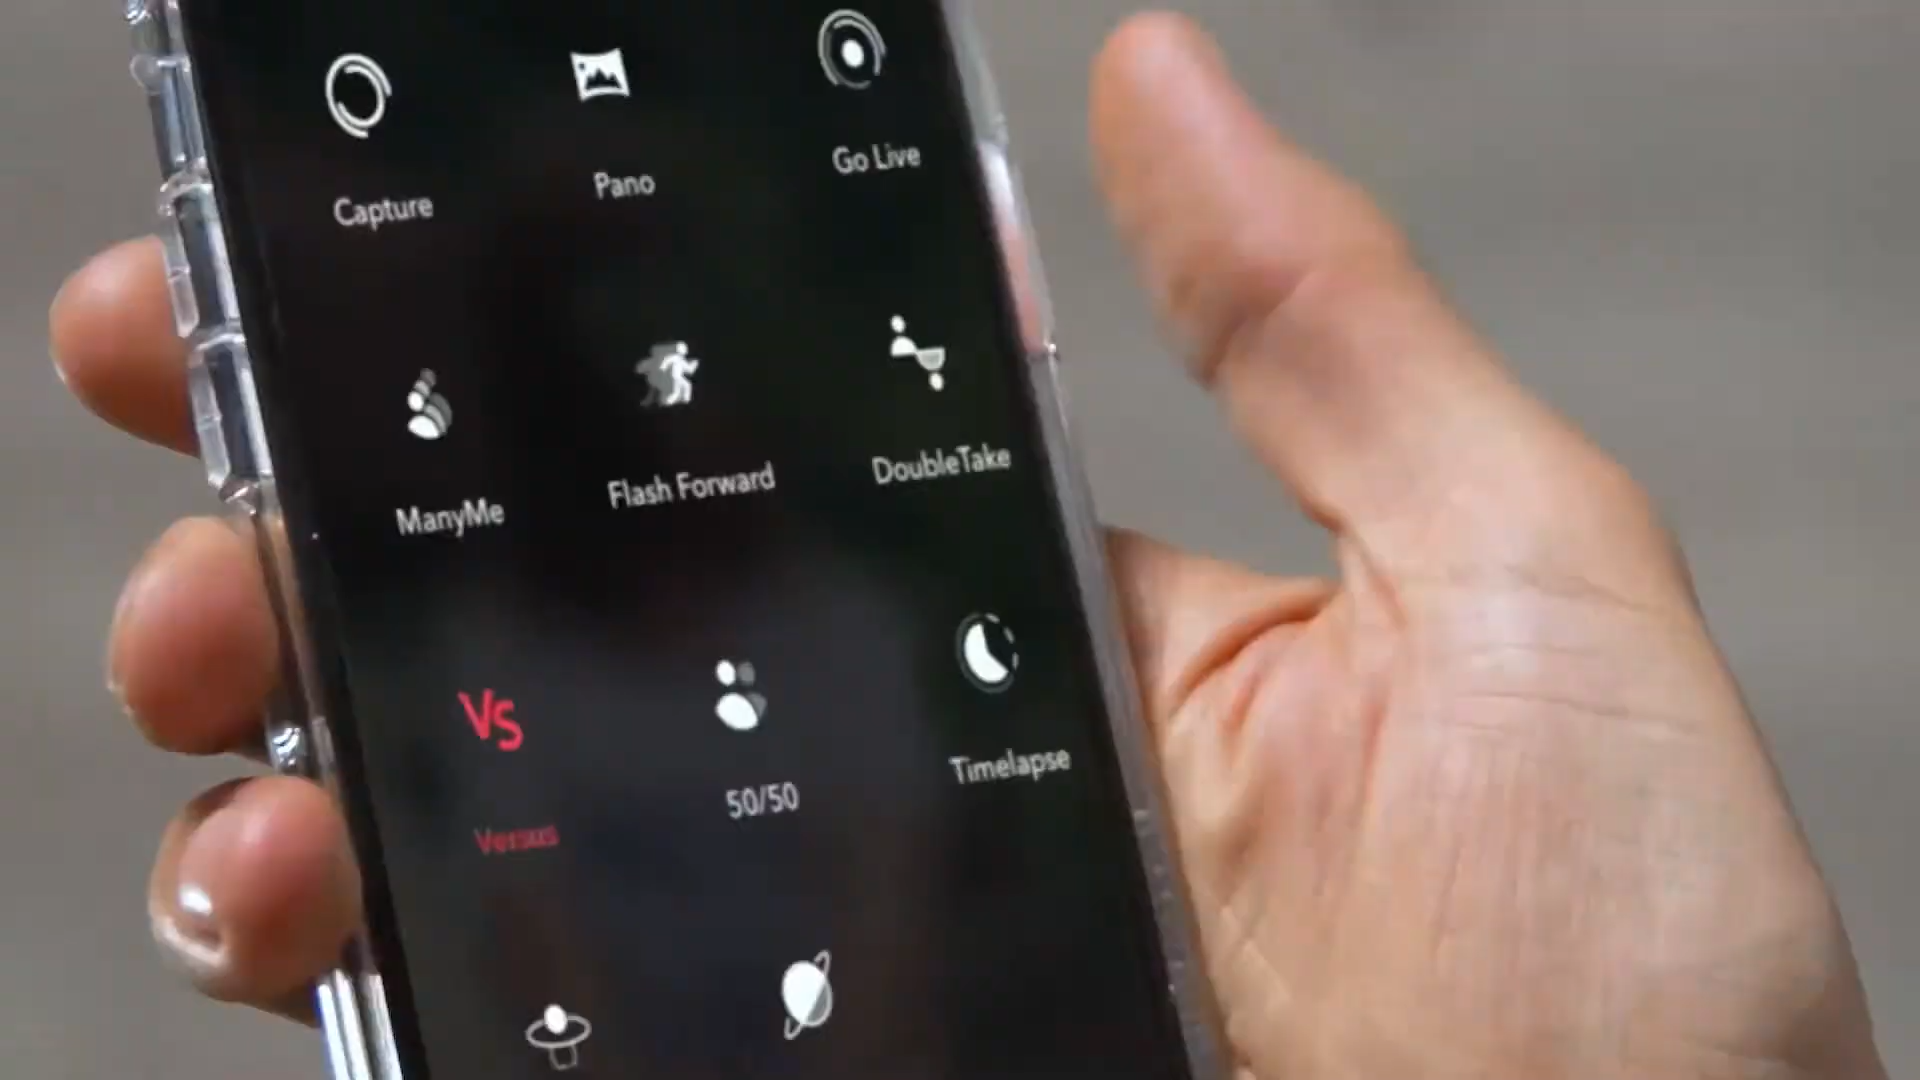 Capture
Pano
Go Live
ManyMe
Flash Forward
DoubleTake
VS
Versus
50/50
Timelapse